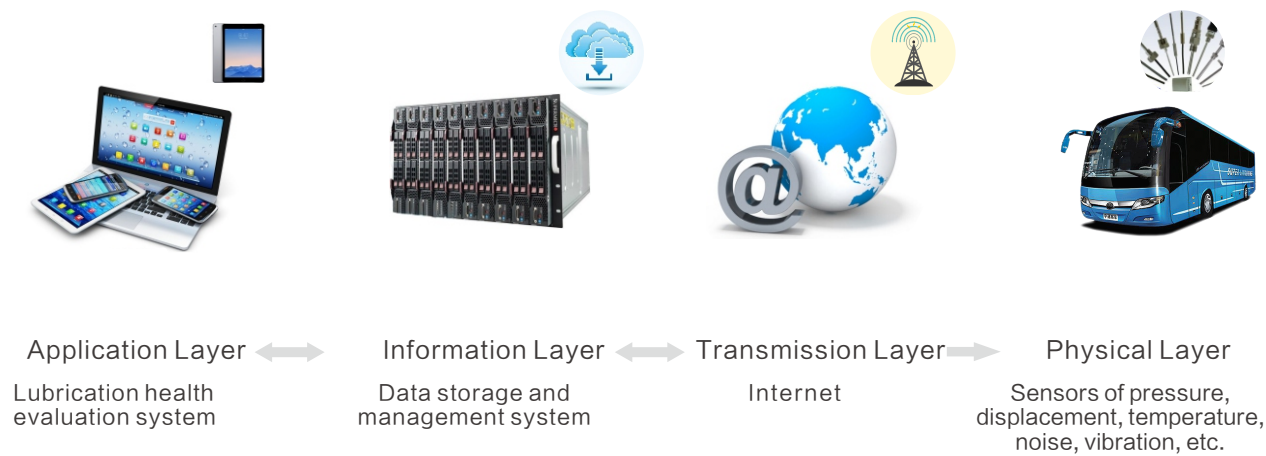 Application Layer
Information Layer
Transmission Layer
Physical Layer
Lubrication health
evaluation system
Data storage and
management system
Internet
Sensors of pressure,
displacement, temperature,
noise, vibration, etc.